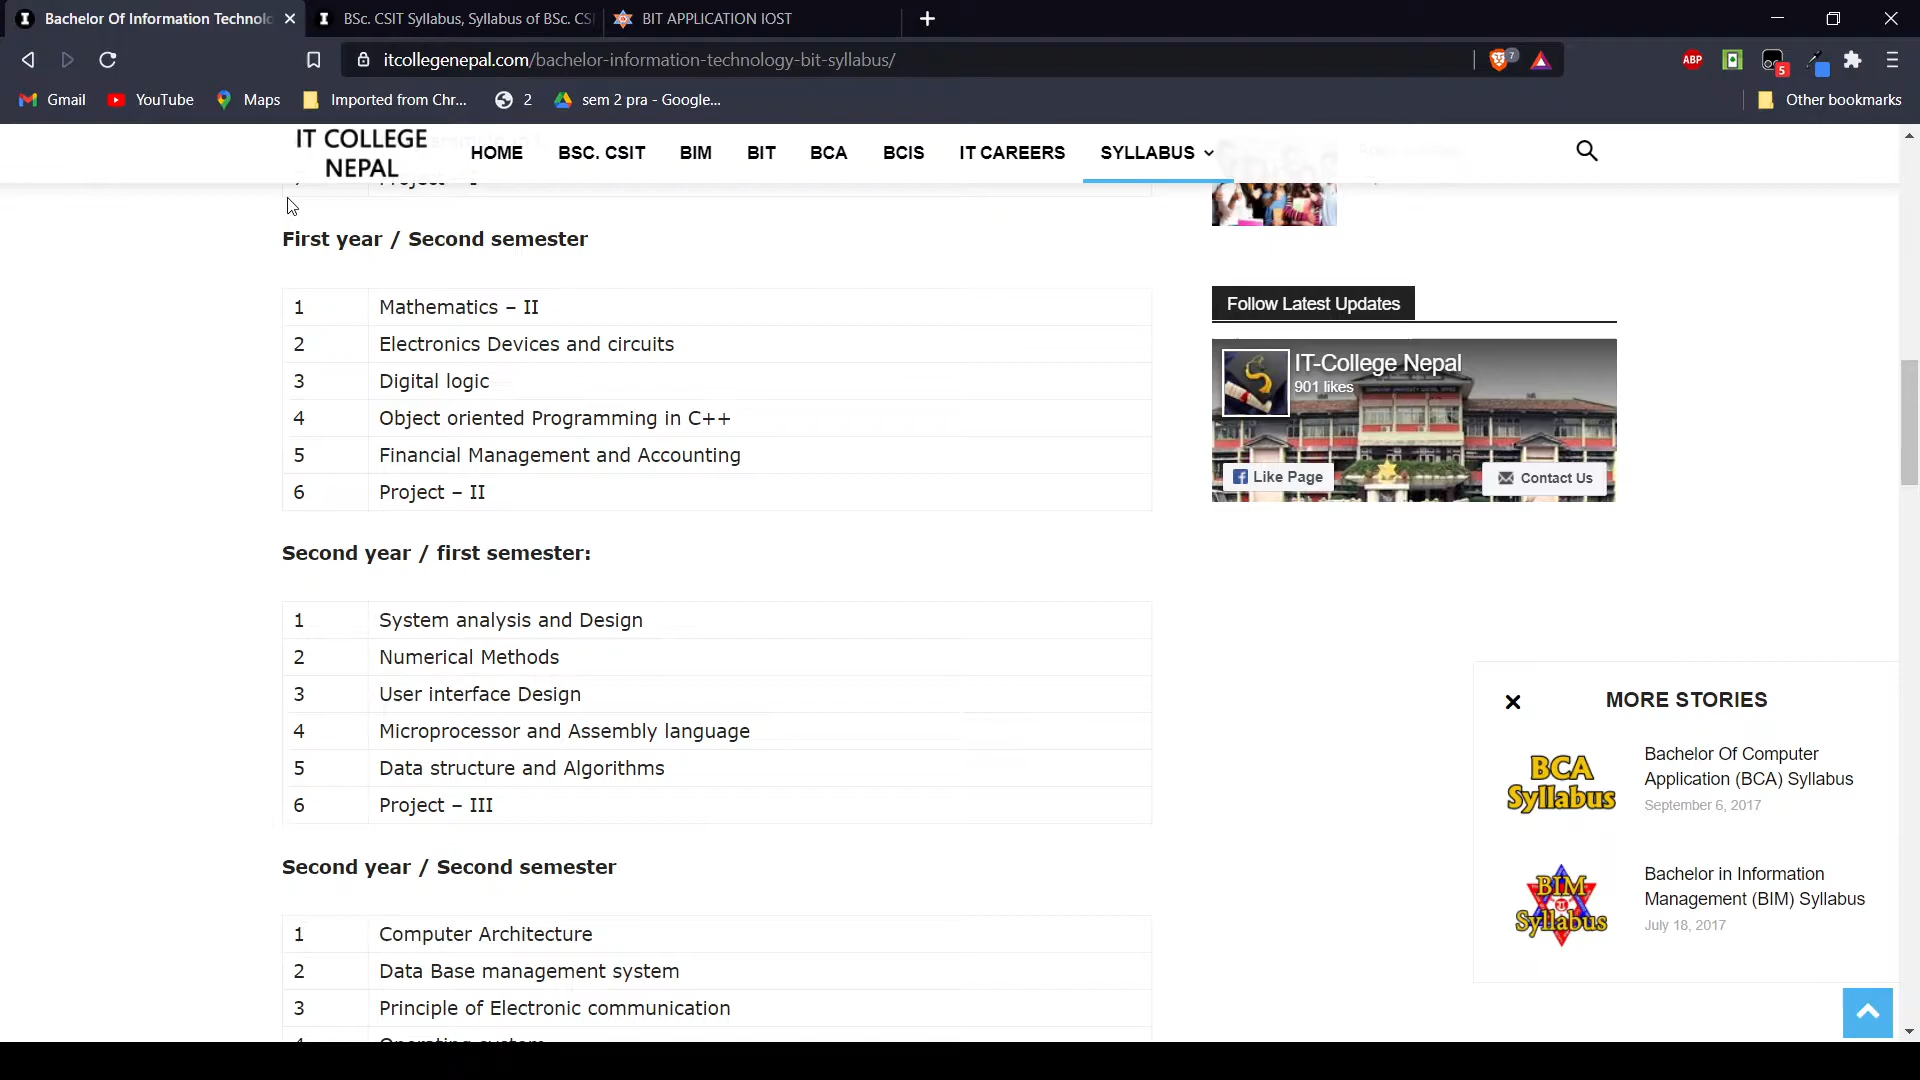 Bachelor Of Information Technolo
BSc. CSIT Syllabus, Syllabus of BSc. CS
BIT APPLICATION IOST
itcollegenepal.com/bachelor-information-technology-bit-syllabus/
7
ABP
5
Gmail
YouTube
Maps
Imported from Chr...
2
sem 2 pra - Google...
Other bookmarks
IT COLLEGE
NEPAL
HOME
BSC. CSIT
BIM
BIT
BCA
BCIS
IT CAREERS
SYLLABUS
7 Project – I
First year / Second semester
1 Mathematics – II
2 Electronics Devices and circuits
3 Digital logic
4 Object oriented Programming in C++
5 Financial Management and Accounting
6 Project – II
Second year / first semester:
1 System analysis and Design
2 Numerical Methods
3 User interface Design
4 Microprocessor and Assembly language
5 Data structure and Algorithms
6 Project – III
Second year / Second semester
1 Computer Architecture
2 Data Base management system
3 Principle of Electronic communication
4 Operating system
Follow Latest Updates
IT-College Nepal
901 likes
Like Page
Contact Us
MORE STORIES
BCA
Syllabus
Bachelor Of Computer
Application (BCA) Syllabus
September 6, 2017
BIM
Syllabus
Bachelor in Information
Management (BIM) Syllabus
July 18, 2017